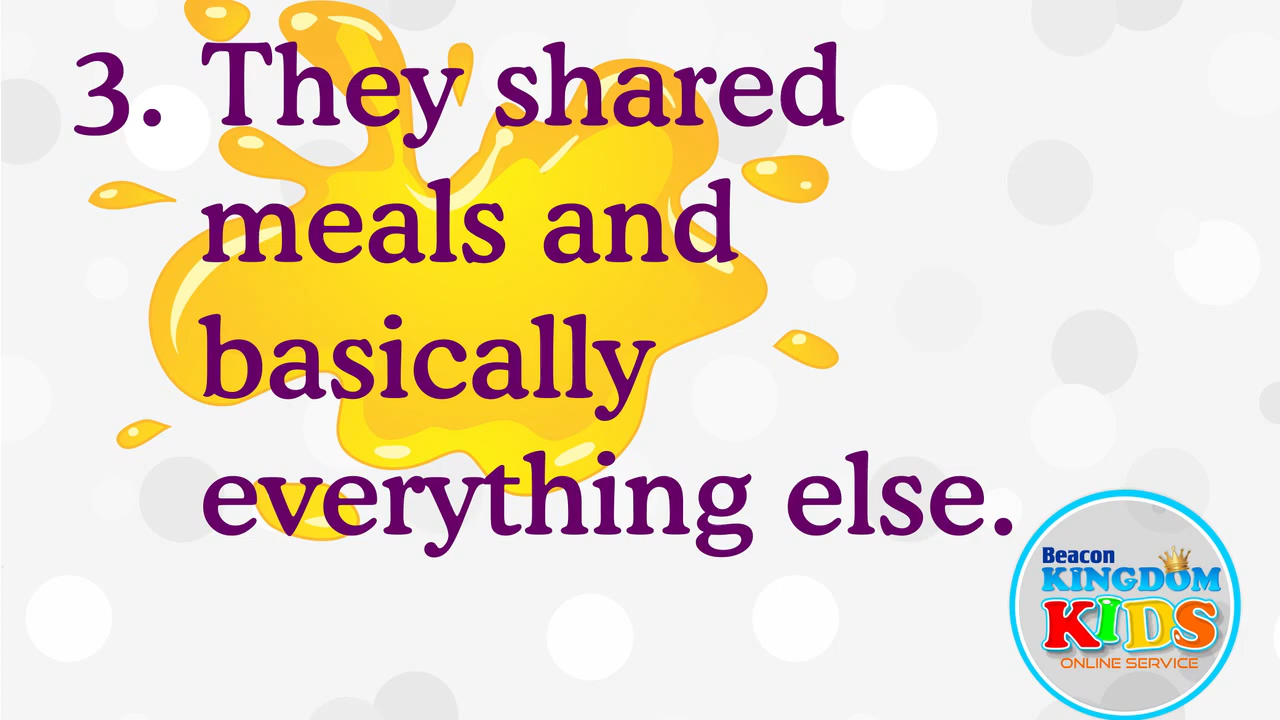 3. They shared
meals and
basically
everything else.
Beacon
KINGDOM
KIDS
ONLINE SERVICE